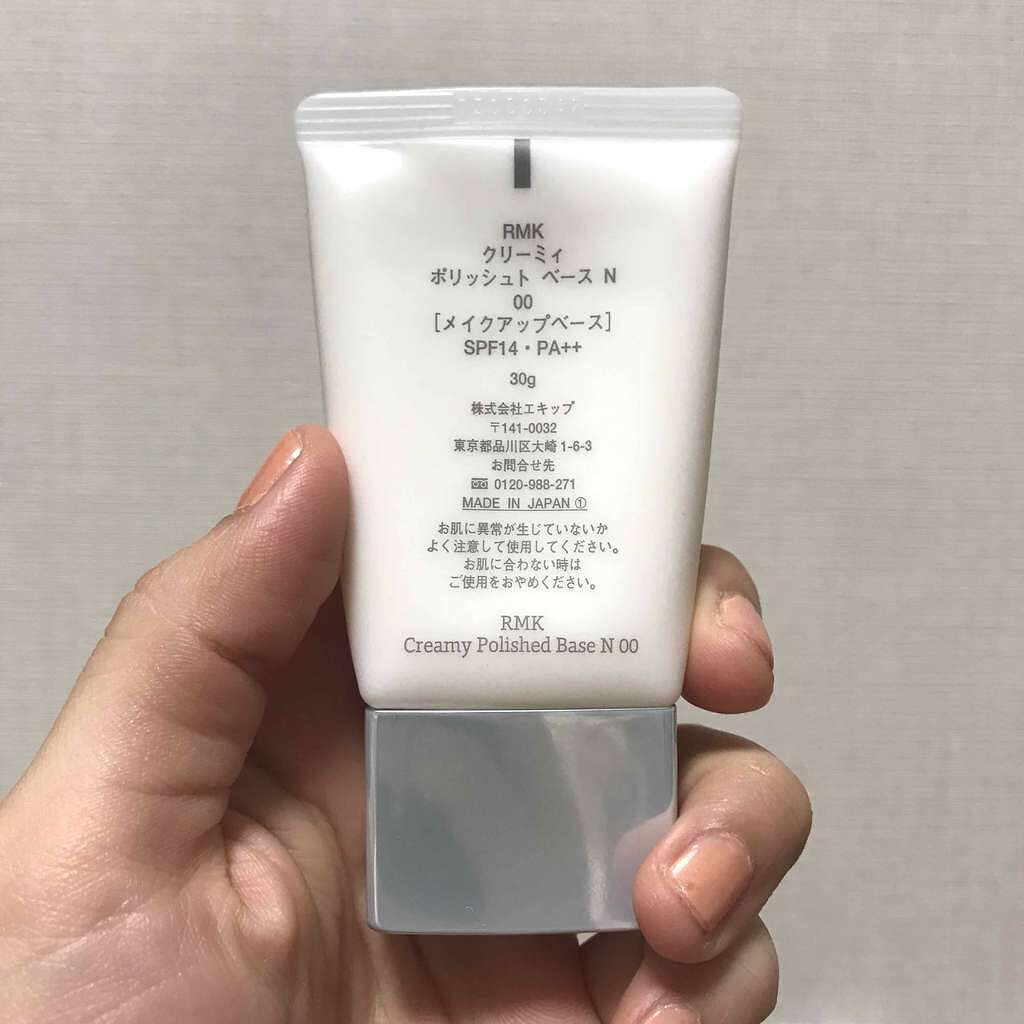 RMK
クリーミィ
ポリッシュト ベース N
00
[メイクアップベース]
SPF14・PA++
30g
株式会社エキップ
〒141-0032
東京都品川区大崎1-6-3
お問合せ先
0120-988-271
MADE IN JAPAN ①
お肌に異常が生じていないか
よく注意して使用してください。
お肌に合わない時は
ご使用をおやめください。
RMK
Creamy Polished Base N 00